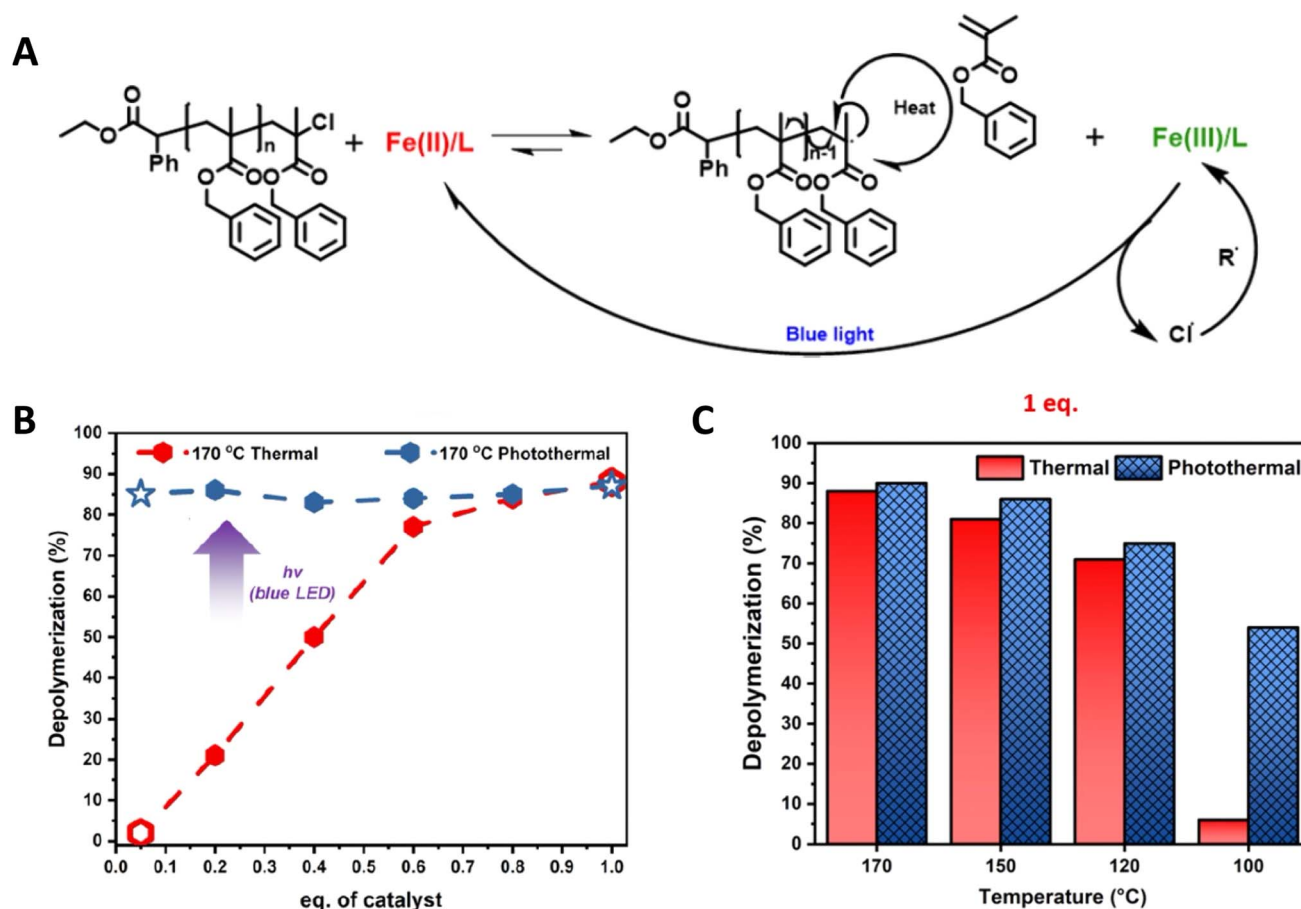 A
O
O
Ph
n
Cl
O
O
O
O
+
Fe(II)/L
O
O
Ph
n-1
O
O
O
O
Heat
O
O
+
Fe(III)/L
R·
Cl·
Blue light
B
170 °C Thermal
170 °C Photothermal
hv
(blue LED)
Depolymerization (%)
100
90
80
70
60
50
40
30
20
10
0
0.0 0.1 0.2 0.3 0.4 0.5 0.6 0.7 0.8 0.9 1.0
eq. of catalyst
C
1 eq.
Thermal
Photothermal
Depolymerization (%)
100
90
80
70
60
50
40
30
20
10
0
170 150 120 100
Temperature (°C)